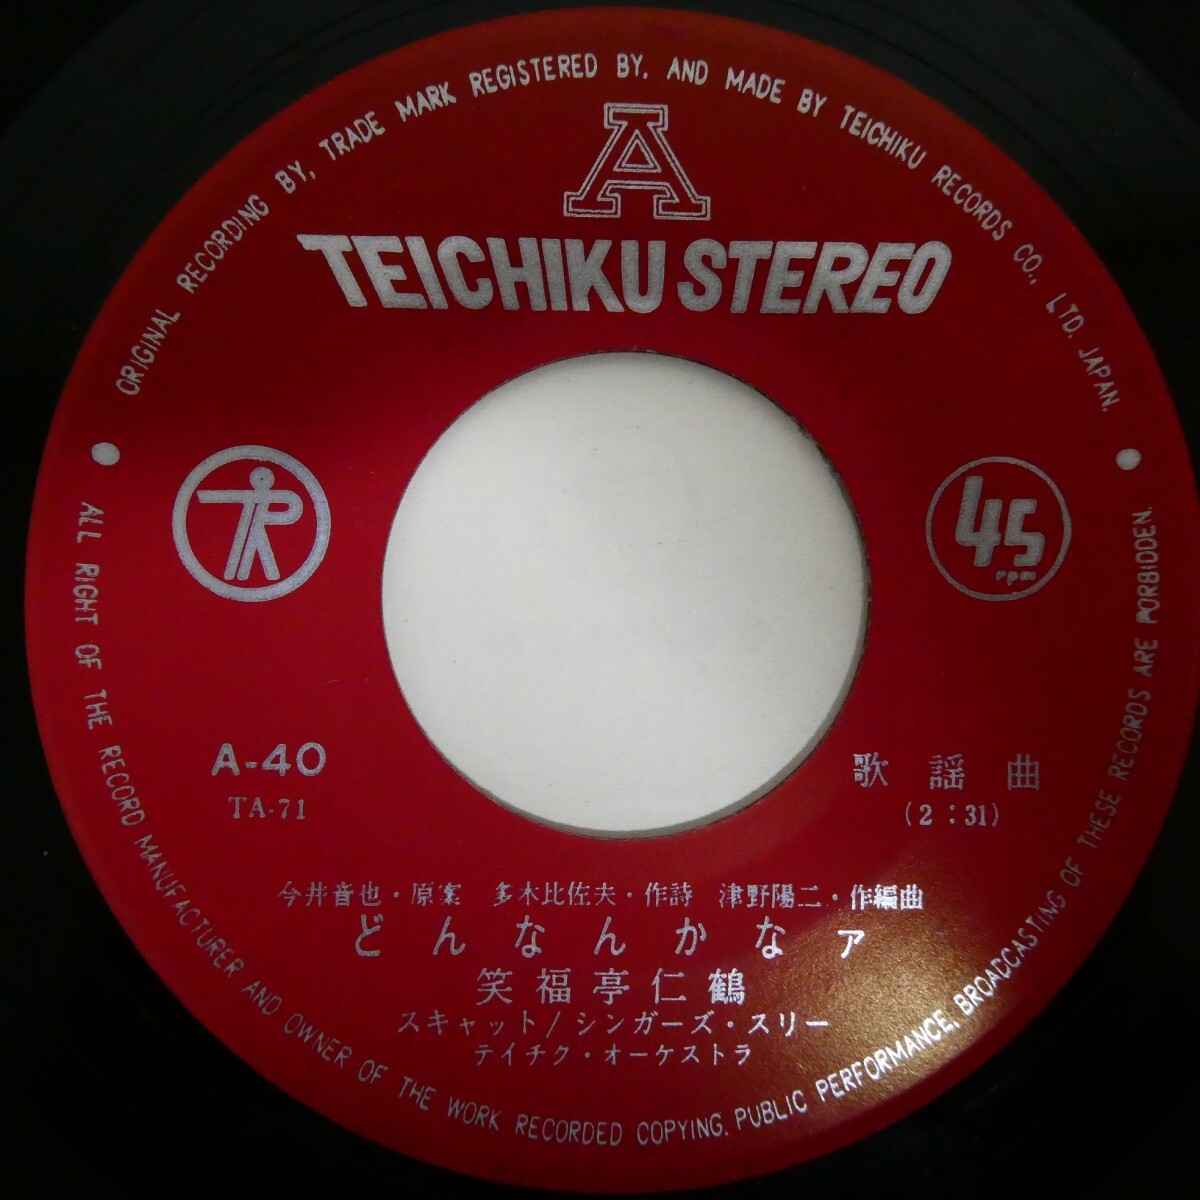 ORIGINAL RECORDING BY, TRADE MARK REGISTERED BY, AND MADE BY TEICHIKU RECORDS CO., LTD. JAPAN.
A
TEICHIKU STEREO
TR
45
rpm
A-40
TA-71
歌謡曲
(2:31)
今井音也・原案 多木比佐夫・作詩 津野陽二・作編曲
どんなんかなァ
笑福亭仁鶴
スキャット/シンガーズ・スリー
テイチク・オーケストラ
ALL RIGHT OF THE RECORD MANUFACTURER AND OWNER OF THE WORK RECORDED COPYING, PUBLIC PERFORMANCE, BROADCCASTING OF THESE RECORDS ARE PORBIDDEN.